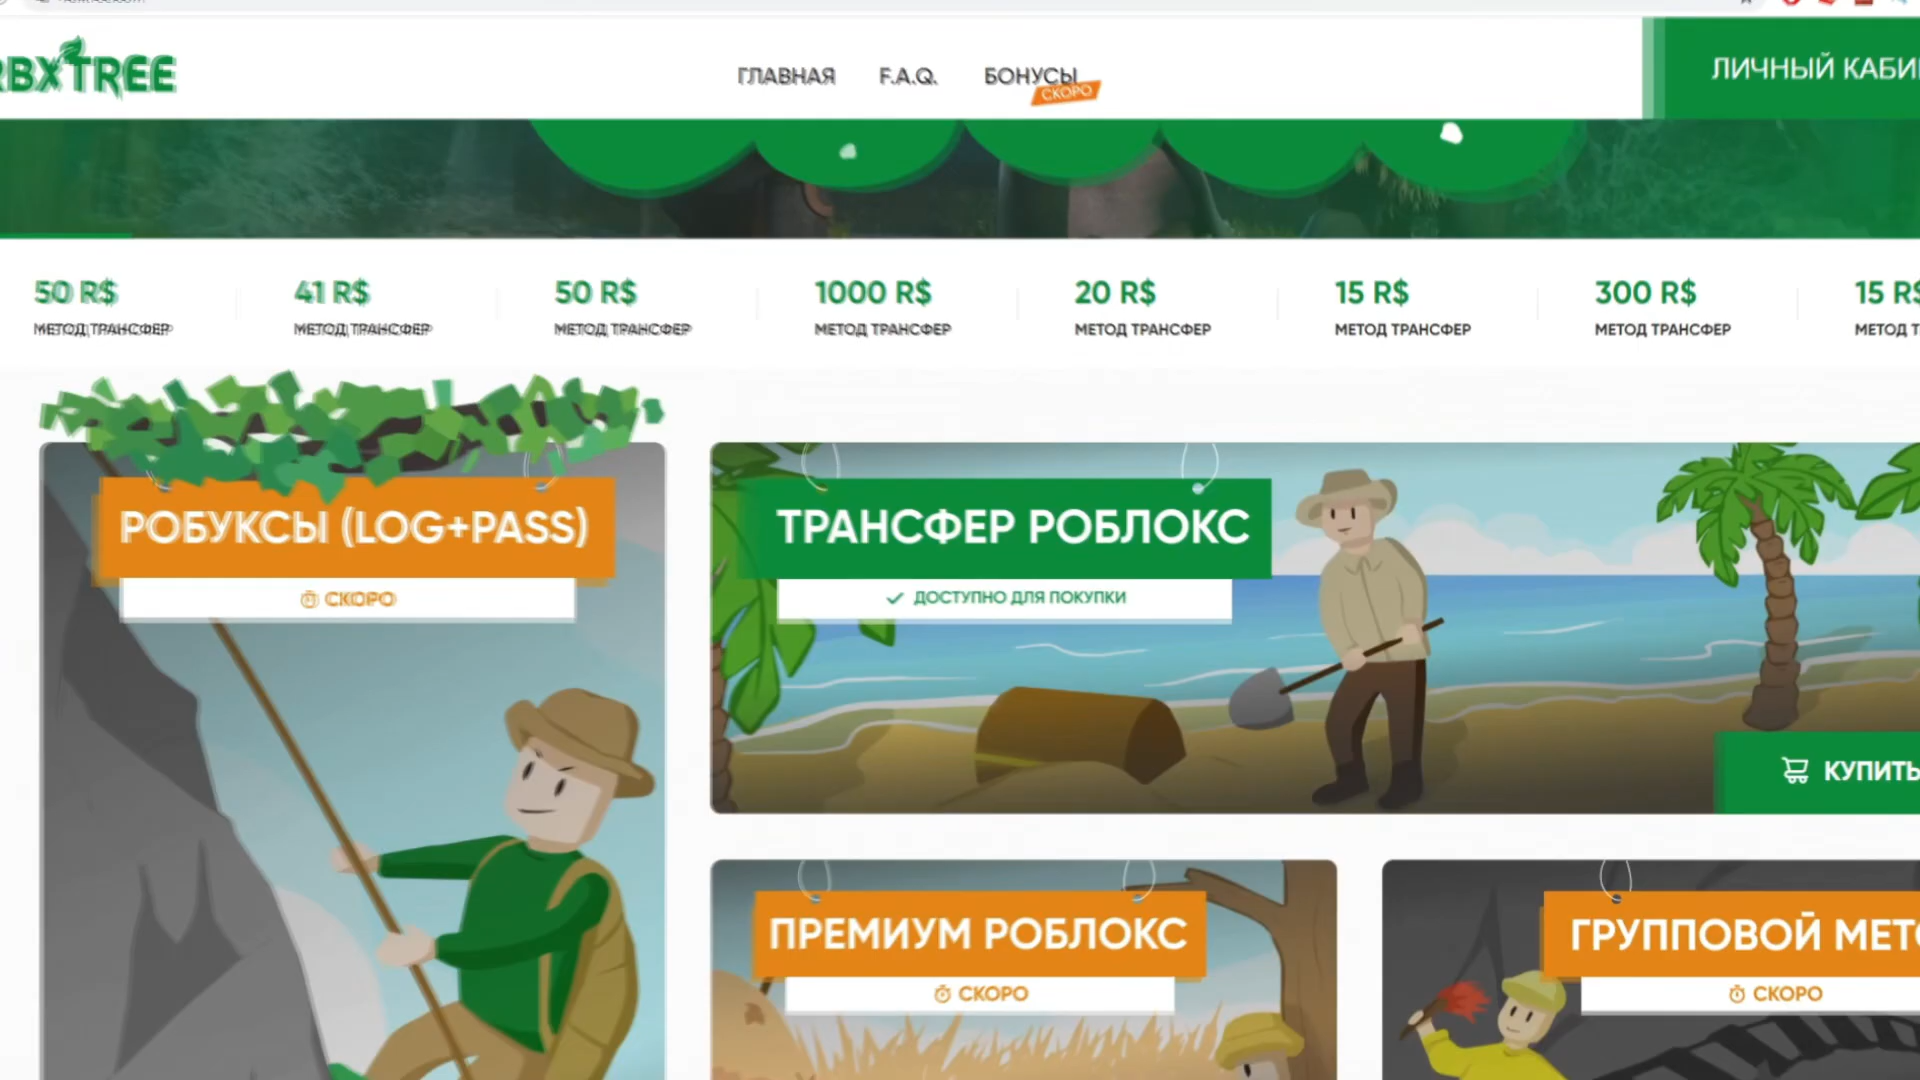 RBXTREE
ГЛАВНАЯ
F.A.Q.
БОНУСЫ
СКОРО
ЛИЧНЫЙ
50 R$
МЕТОД ТРАНСФЕР
41 R$
МЕТОД ТРАНСФЕР
50 R$
МЕТОД ТРАНСФЕР
1000 R$
МЕТОД ТРАНСФЕР
20 R$
МЕТОД ТРАНСФЕР
15 R$
МЕТОД ТРАНСФЕР
300 R$
МЕТОД ТРАНСФЕР
15 R$
МЕТОД
РОБУКСЫ (LOG+PASS)
СКОРО
ТРАНСФЕР РОБЛОКС
ДОСТУПНО ДЛЯ ПОКУПКИ
КУПИТЬ
ПРЕМИУМ РОБЛОКС
СКОРО
ГРУППОВОЙ
СКОРО